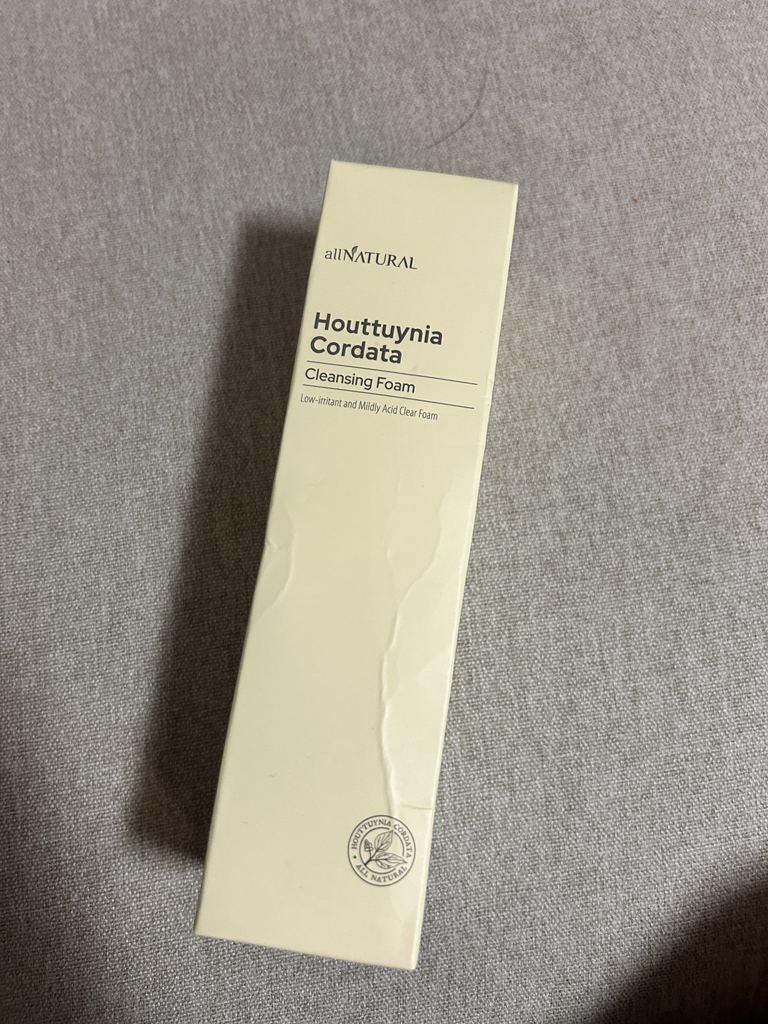 allNATURAL
Houttuynia
Cordata
Cleansing Foam
Low-irritant and Mildly Acid Clear Foam
HOUTTUYNIA CORDATA
ALL NATURAL